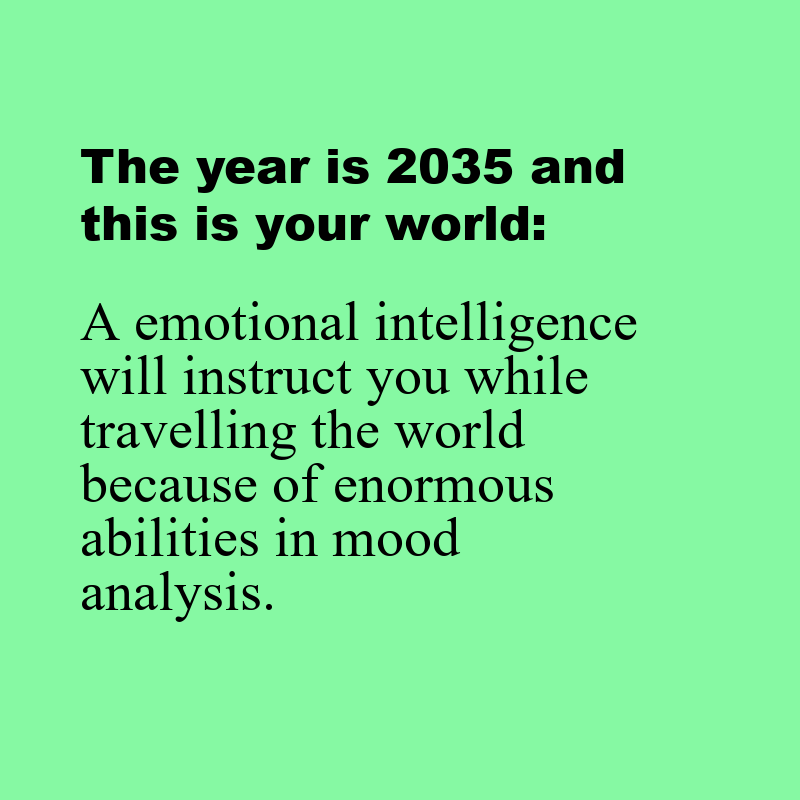 The year is 2035 and
this is your world:
A emotional intelligence
will instruct you while
travelling the world
because of enormous
abilities in mood
analysis.